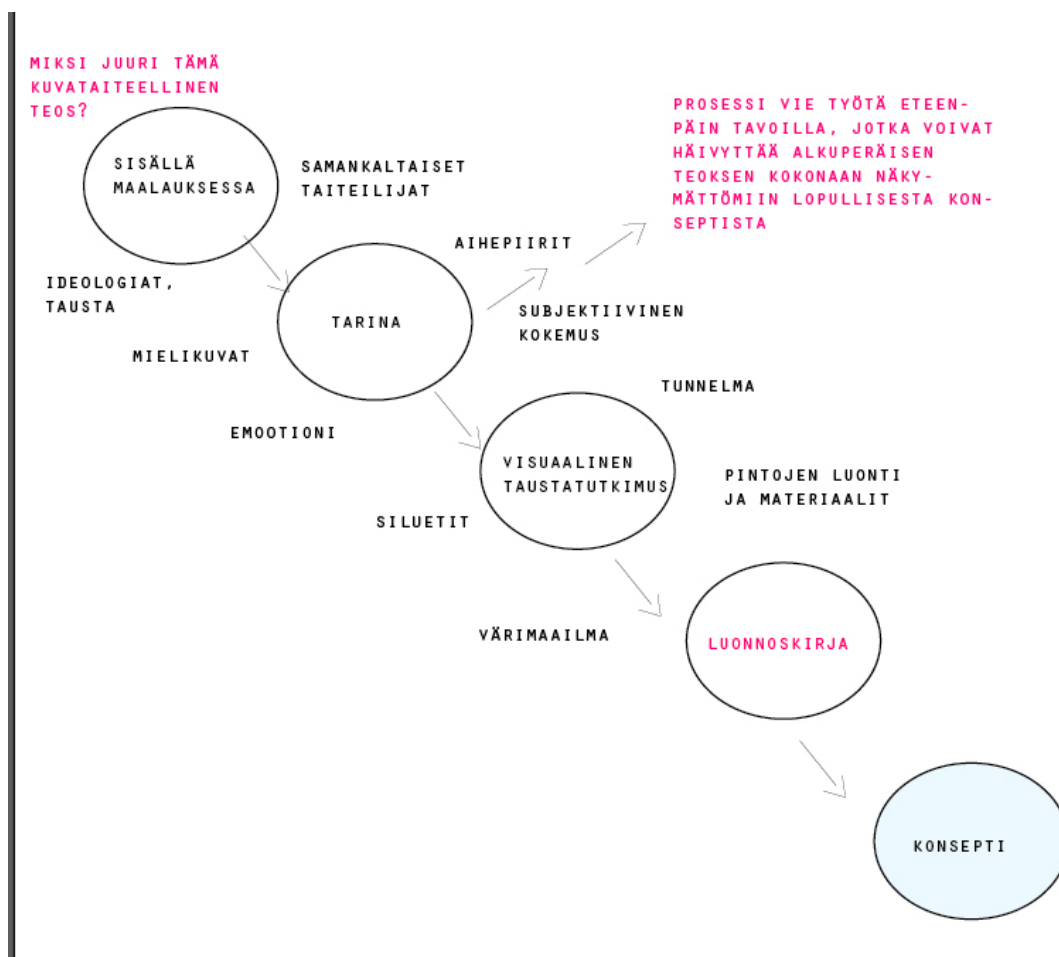 MIKSI JUURI TÄMÄ
KUVATAITEELLINEN
TEOS?
SISÄLLÄ
MAALAUKSESSA
SAMANKALTAISET
TAITEILIJAT
PROSESSI VIE TYÖTÄ ETEEN-
PÄIN TAVOILLA, JOTKA VOIVAT
HÄIVYTTÄÄ ALKUPERÄISEN
TEOKSEN KOKONAAN NÄKY-
MÄTTÖMIIN LOPULLISESTA KON-
SEPTISTA
AIHEPIIRIT
IDEOLOGIAT,
TAUSTA
TARINA
SUBJEKTIIVINEN
KOKEMUS
MIELIKUVAT
TUNNELMA
EMOOTIONI
VISUAALINEN
TAUSTATUTKIMUS
PINTOJEN LUONTI
JA MATERIAALIT
SILUETIT
VÄRIMAAILMA
LUONNOSKIRJA
KONSEPTI